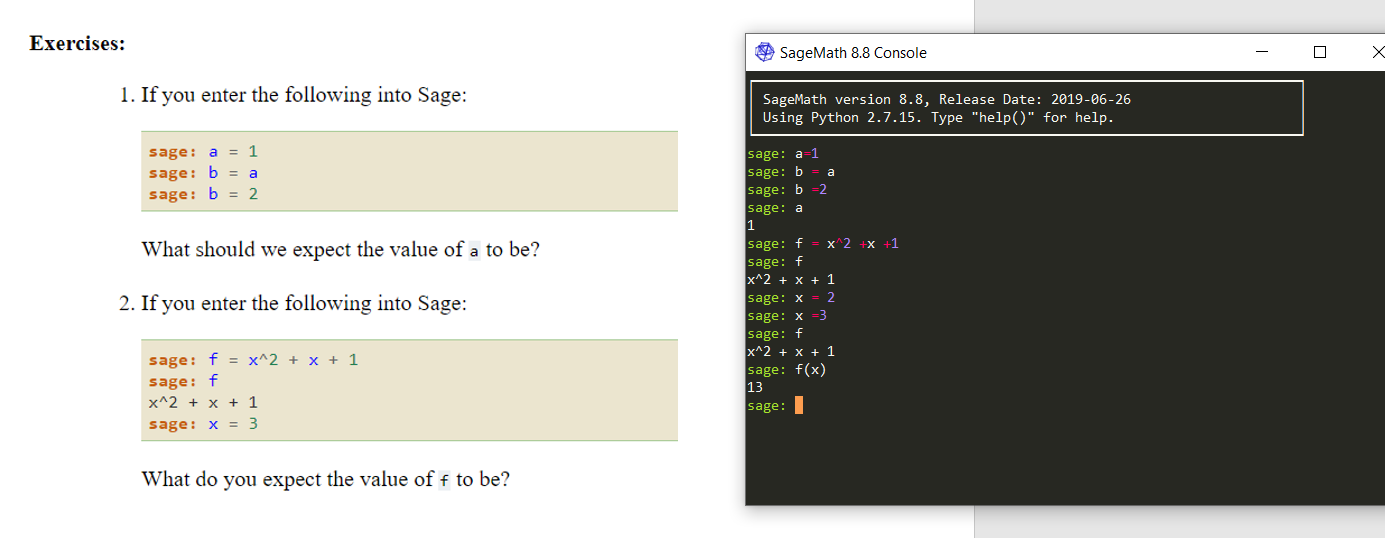 Exercises:
1. If you enter the following into Sage:
sage: a = 1
sage: b = a
sage: b = 2
What should we expect the value of a to be?
2. If you enter the following into Sage:
sage: f = x^2 + x + 1
sage: f
x^2 + x + 1
sage: x = 3
What do you expect the value of f to be?
SageMath 8.8 Console
SageMath version 8.8, Release Date: 2019-06-26
Using Python 2.7.15. Type "help()" for help.
sage: a=1
sage: b = a
sage: b =2
sage: a
1
sage: f = x^2 +x +1
sage: f
x^2 + x + 1
sage: x = 2
sage: x =3
sage: f
x^2 + x + 1
sage: f(x)
13
sage: